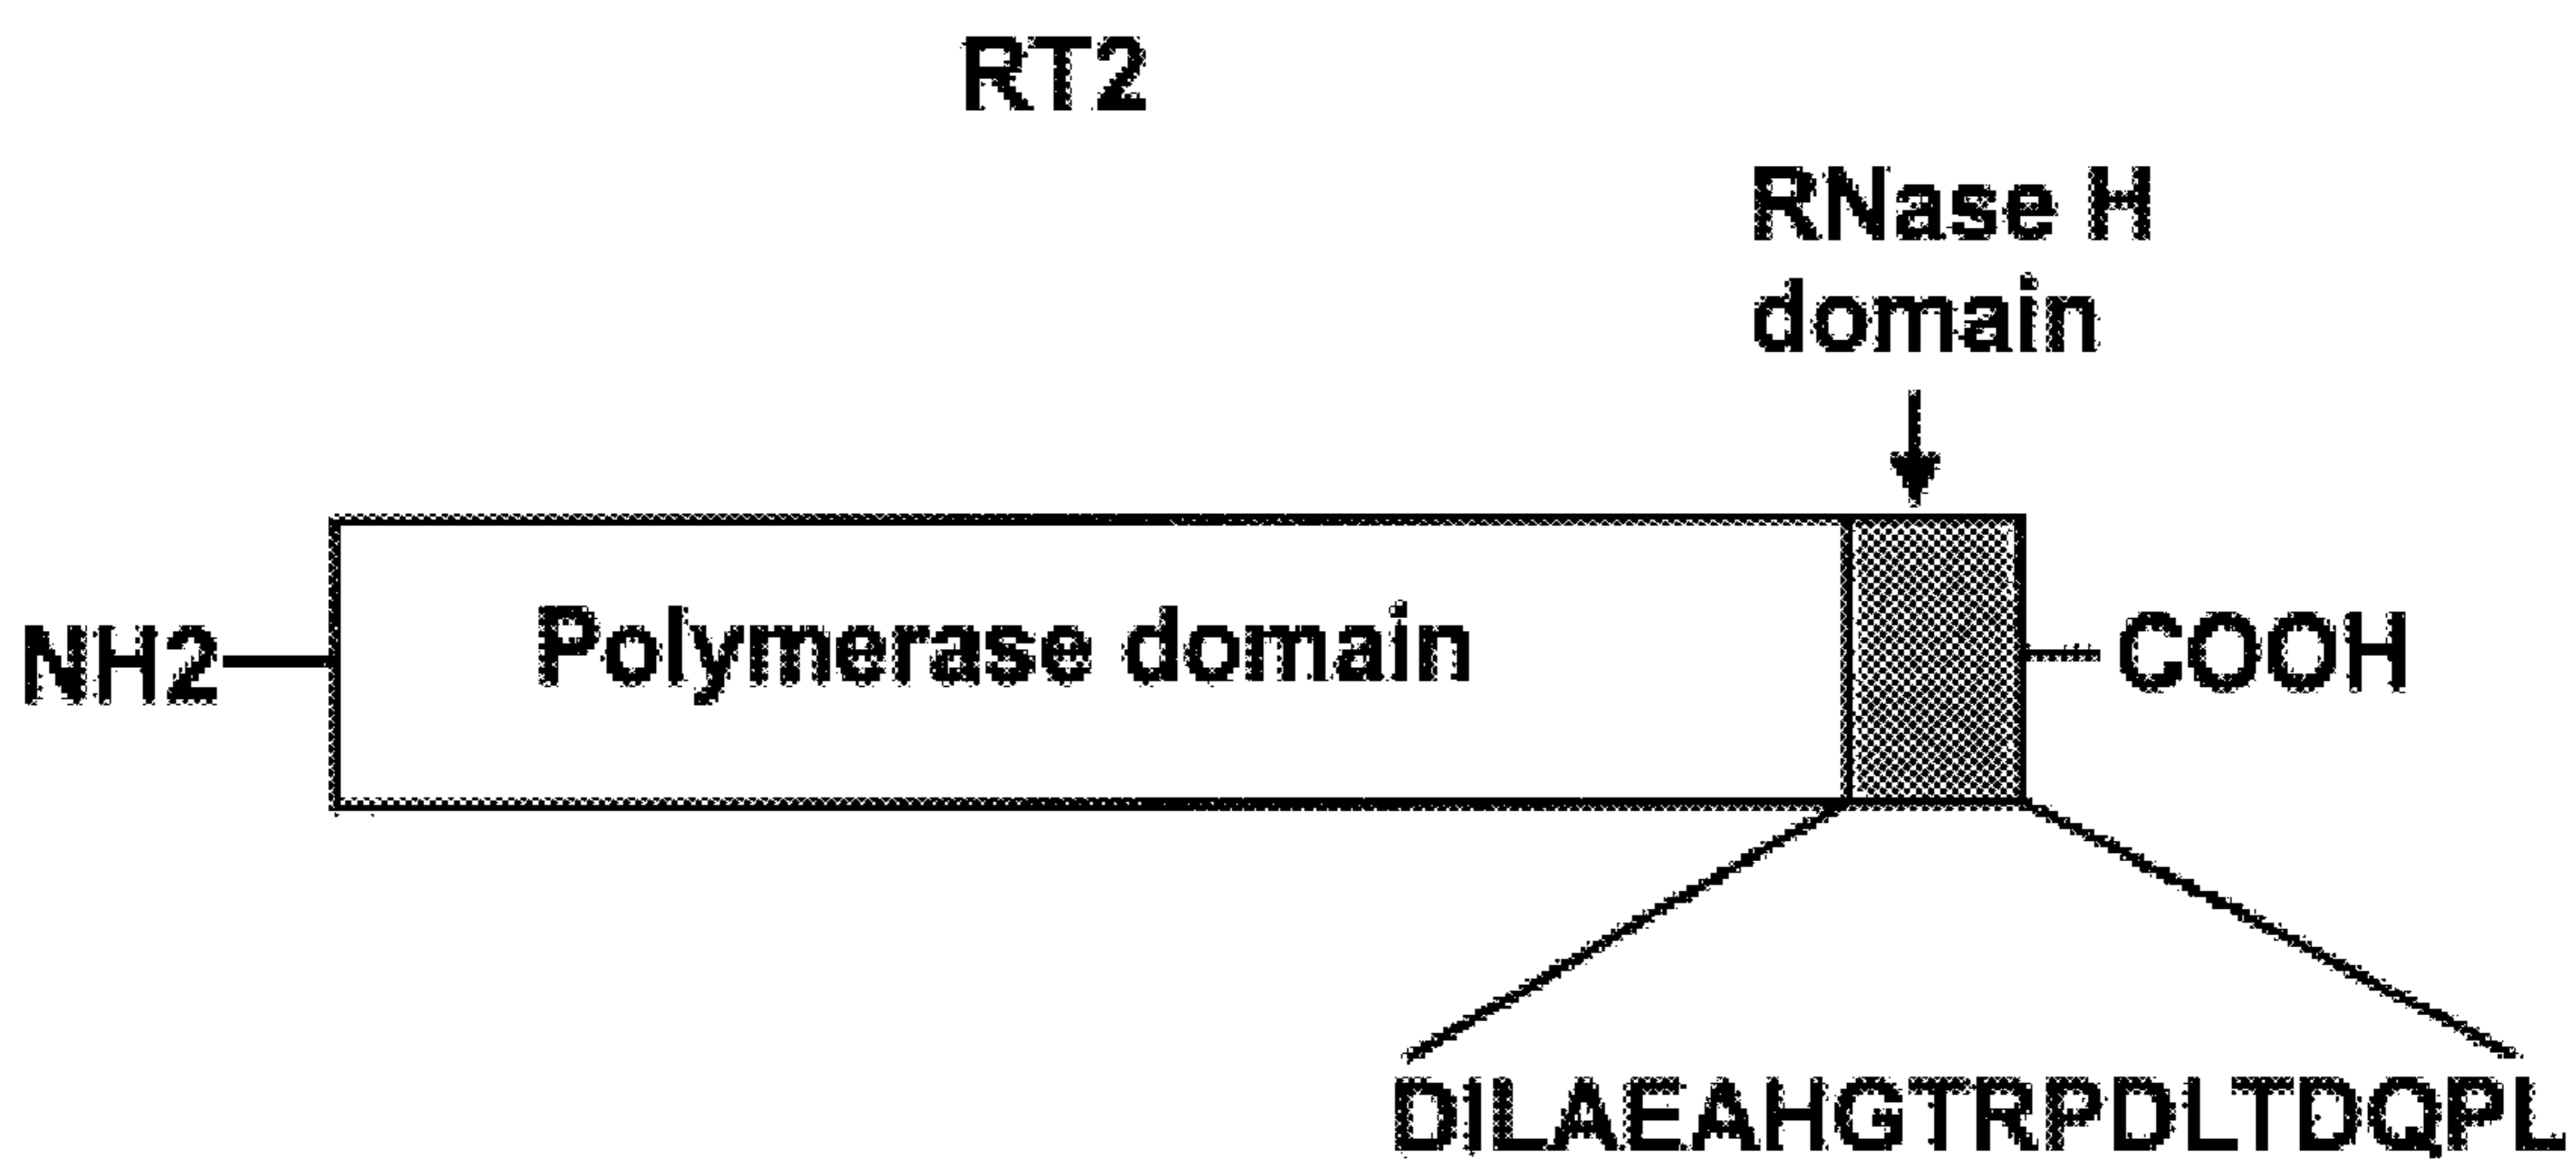 RT2
RNase H
domain
NH2
Polymerase domain
COOH
DILAEAHGTRPDLTDQPL